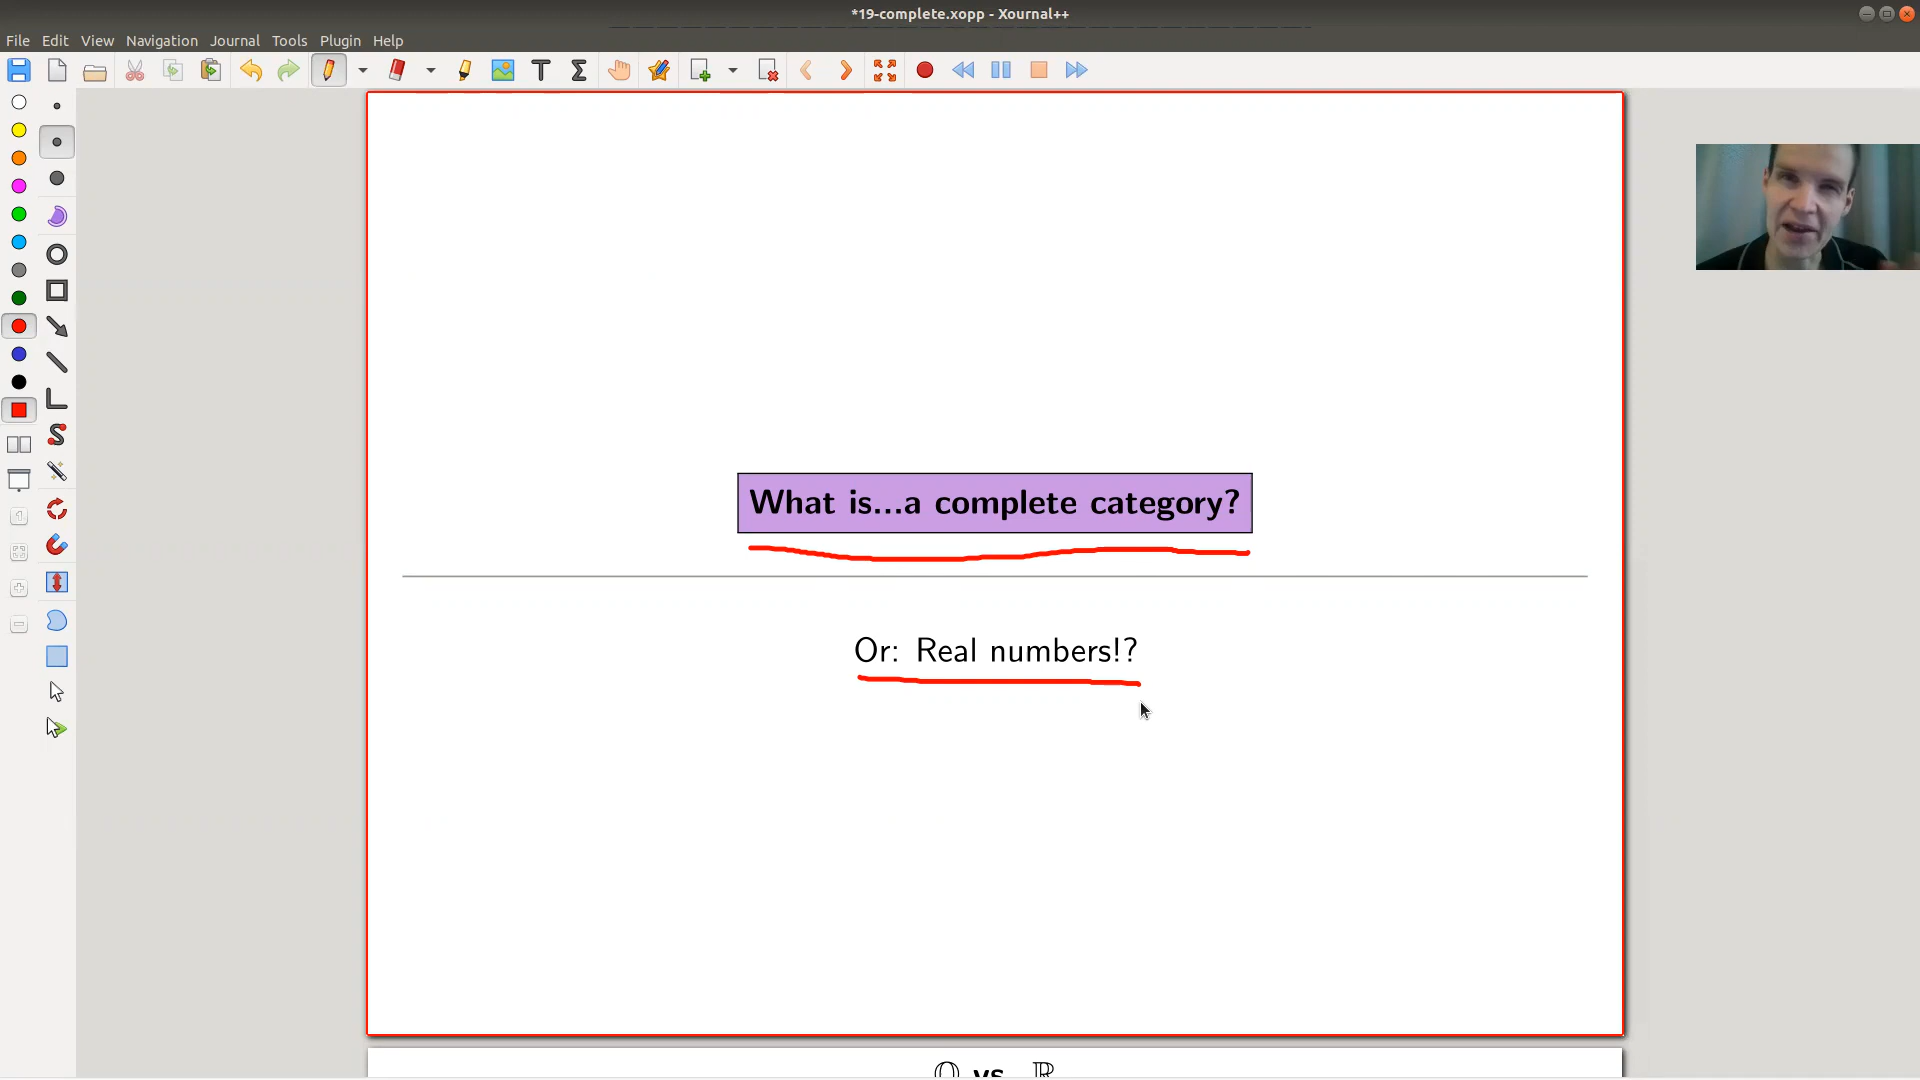 *19-complete.xopp - Xournal++
File Edit View Navigation Journal Tools Plugin Help
What is...a complete category?
Or: Real numbers!?
ℚ vs. ℝ